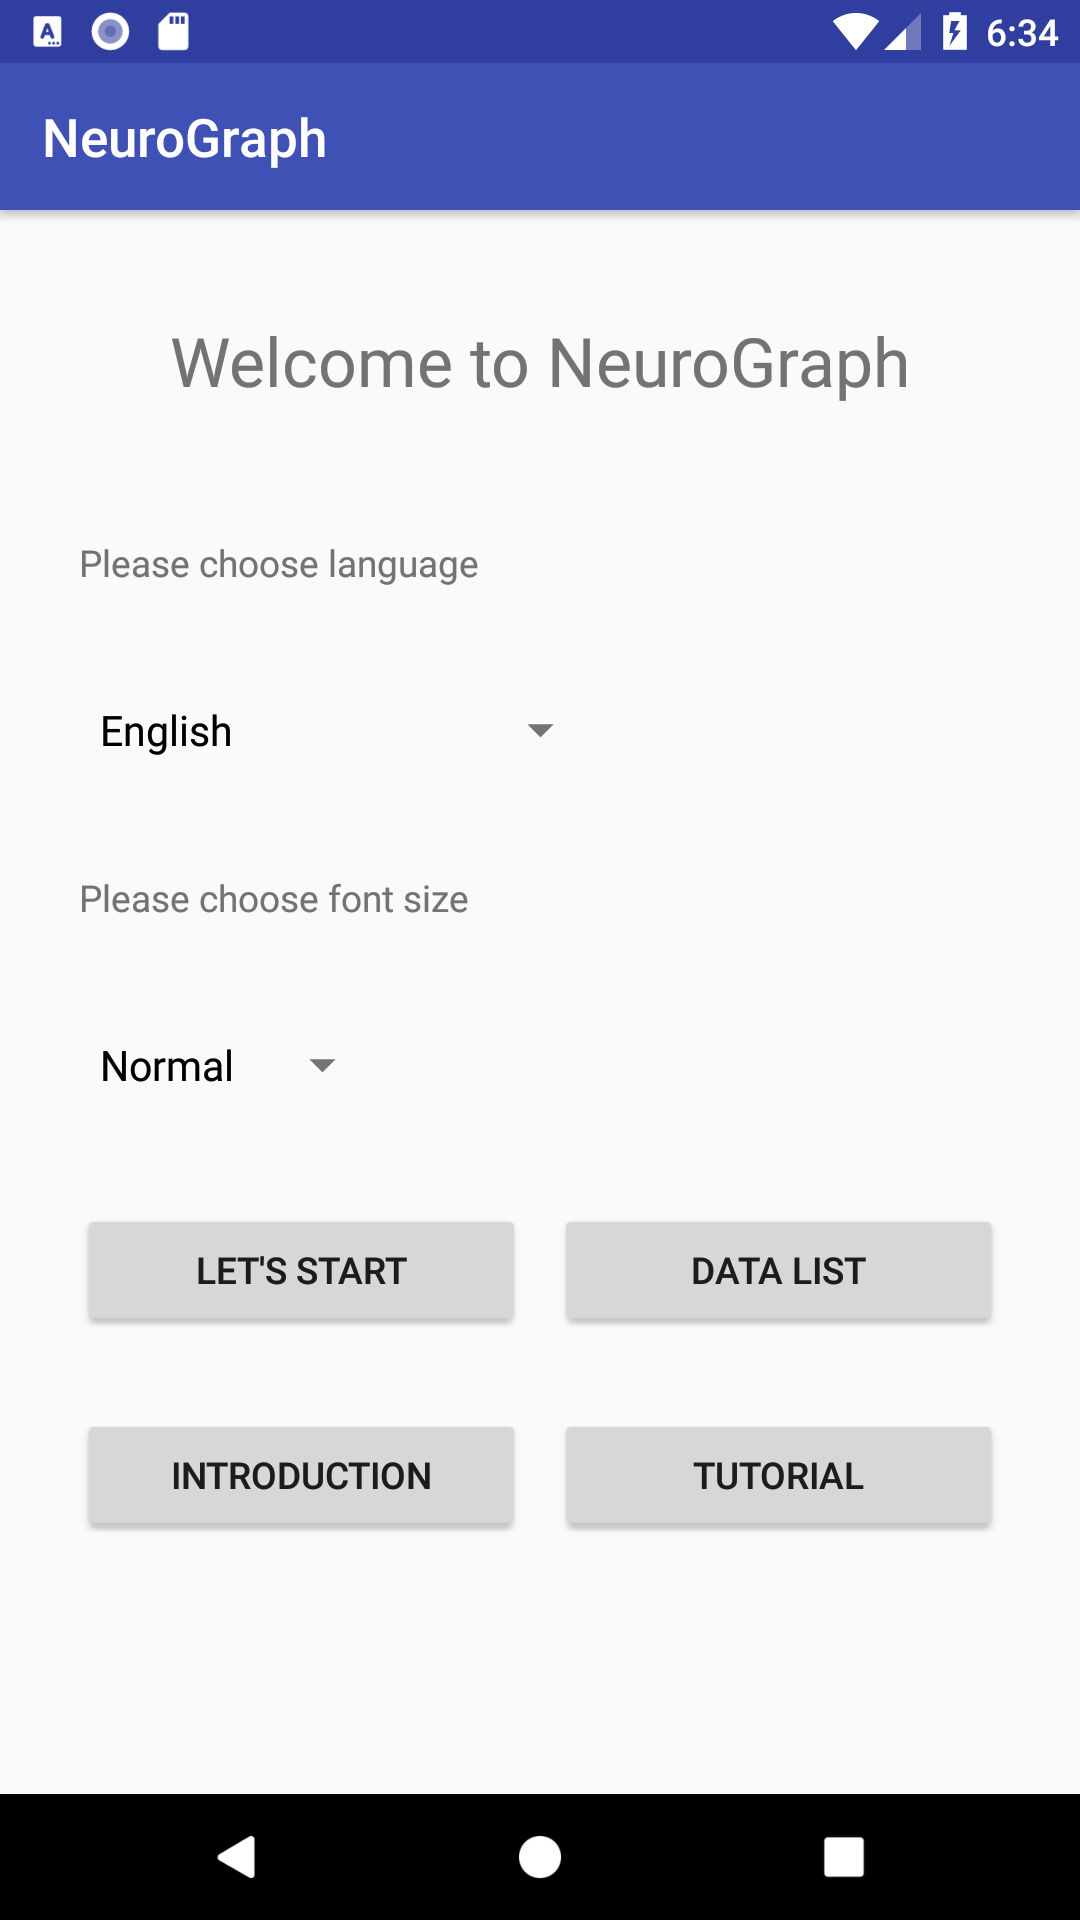 6:34
NeuroGraph
Welcome to NeuroGraph
Please choose language
English
Please choose font size
Normal
LET'S START
DATA LIST
INTRODUCTION
TUTORIAL